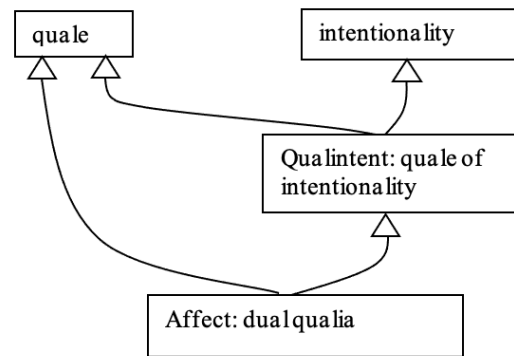 quale
intentionality
Qualintent: quale of
intentionality
Affect: dual qualia